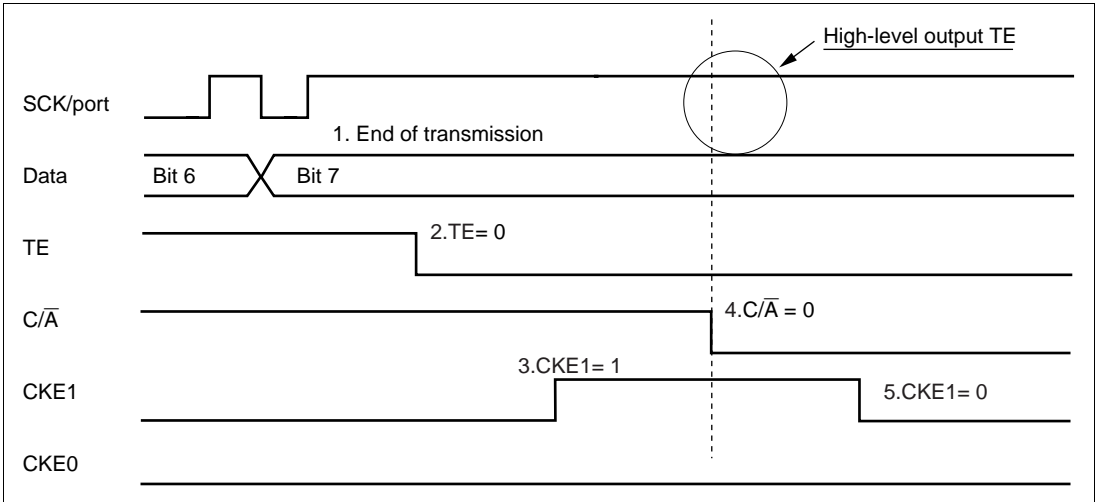 High-level output TE
SCK/port
1. End of transmission
Data
Bit 6
Bit 7
TE
2.TE= 0
C/A̅
4.C/A̅ = 0
3.CKE1= 1
CKE1
5.CKE1= 0
CKE0